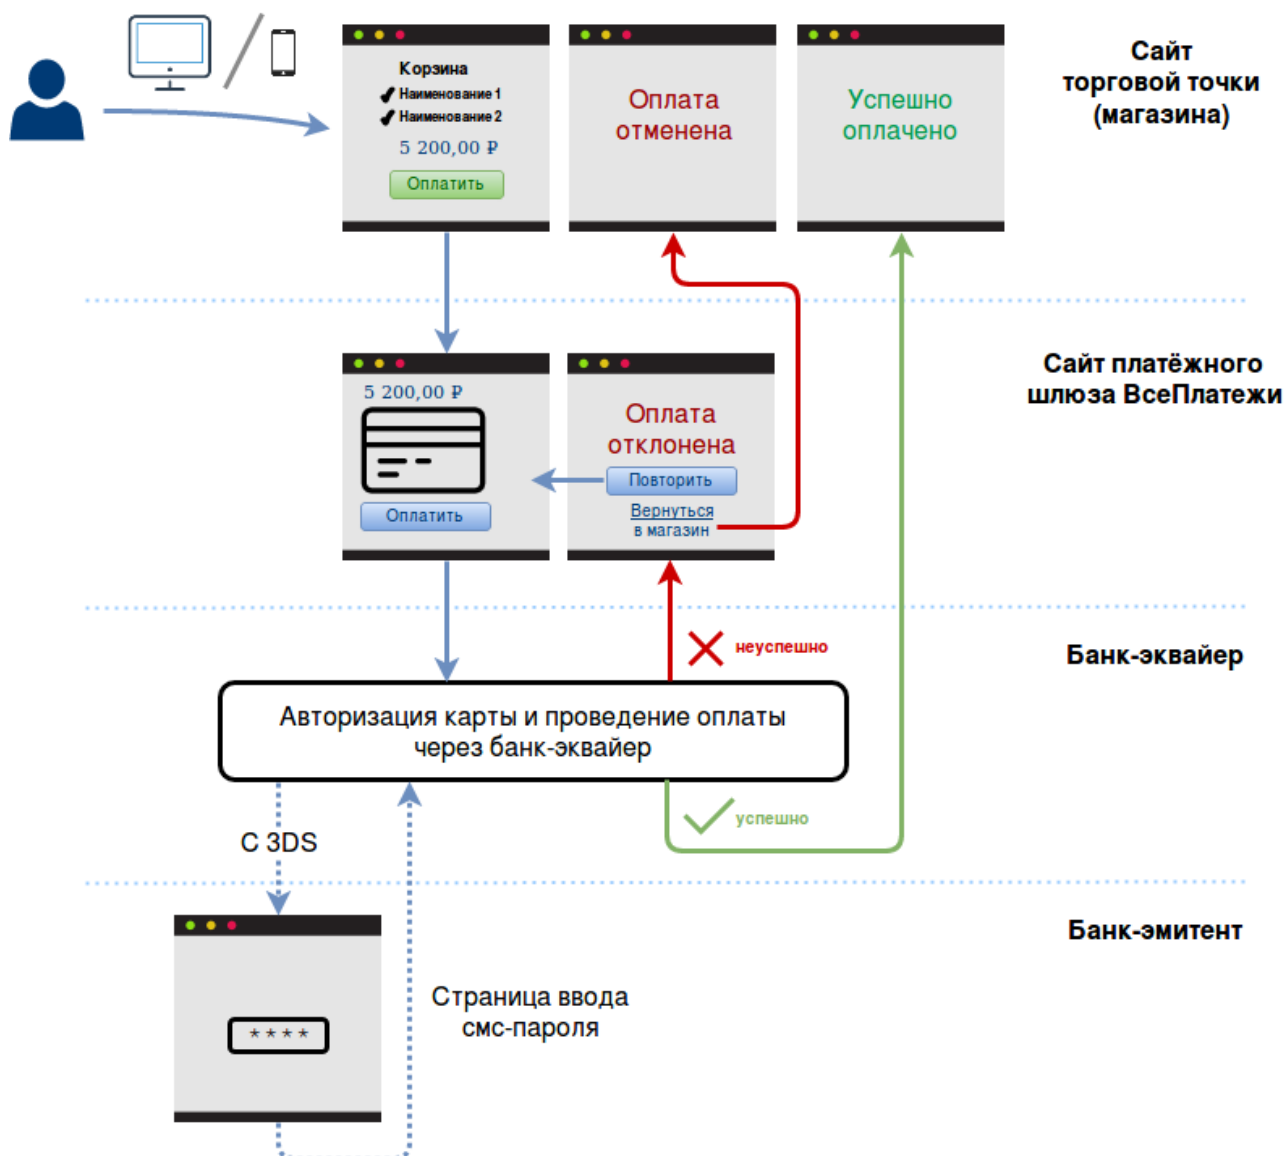 Корзина
Наименование 1
Наименование 2
5 200,00 ₽
Оплатить
Оплата
отменена
Успешно
оплачено
Сайт
торговой точки
(магазина)
5 200,00 ₽
Оплатить
Оплата
отклонена
Повторить
Вернуться
в магазин
Сайт платёжного
шлюза ВсеПлатежи
неуспешно
Банк-эквайер
Авторизация карты и проведение оплаты
через банк-эквайер
успешно
С 3DS
Банк-эмитент
* * * *
Страница ввода
смс-пароля